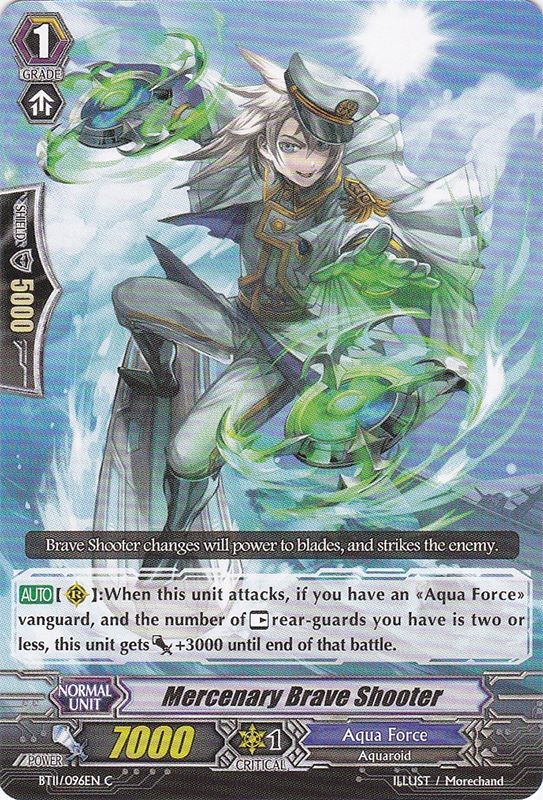 1
GRADE
SHIELD
5000
Brave Shooter changes will power to blades, and strikes the enemy.
AUTO [ R ]:When this unit attacks, if you have an «Aqua Force»
vanguard, and the number of rear-guards you have is two or
less, this unit gets +3000 until end of that battle.
NORMAL
UNIT
Mercenary Brave Shooter
POWER
7000
1
CRITICAL
Aqua Force
Aquaroid
BT11/096EN C
ILLUST / Morechand